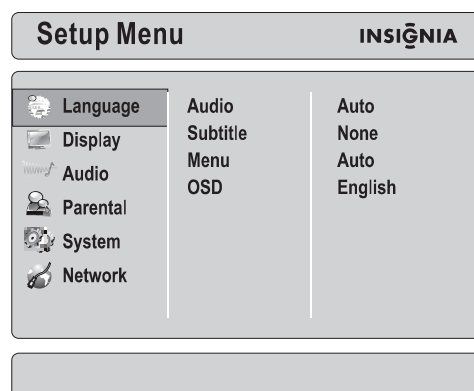 Setup Menu
INSIGNIA
Language
Display
Audio
Parental
System
Network
Audio
Subtitle
Menu
OSD
Auto
None
Auto
English